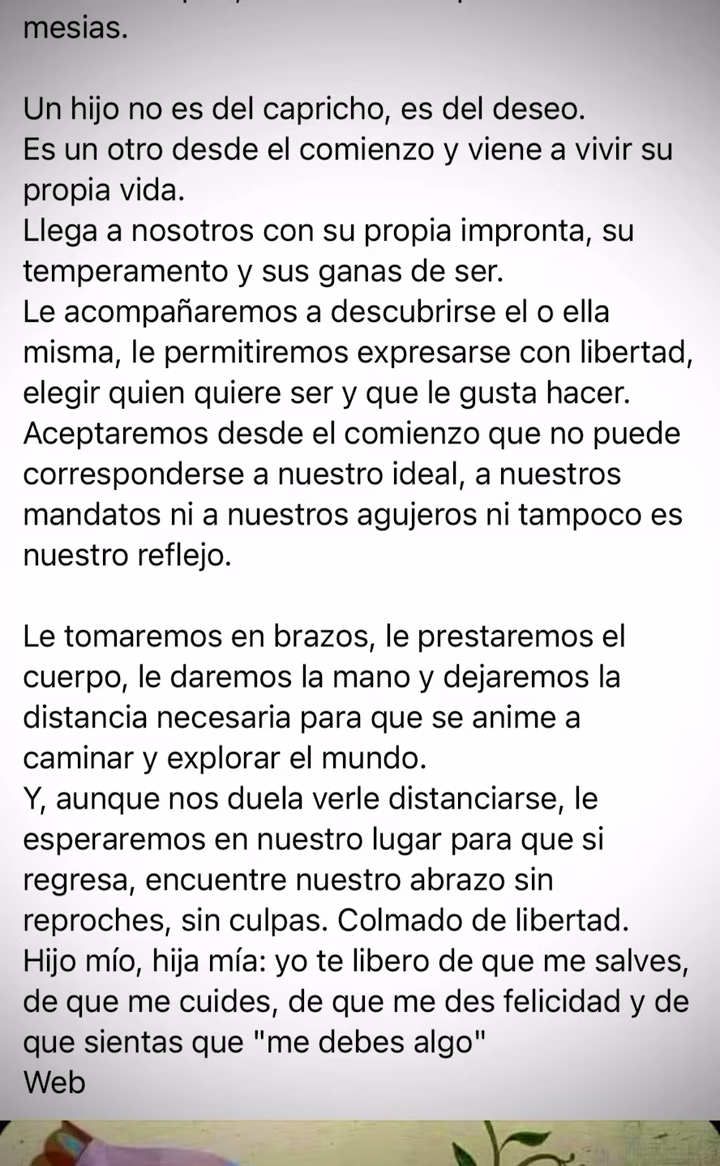 mesias.
Un hijo no es del capricho, es del deseo.
Es un otro desde el comienzo y viene a vivir su
propia vida.
Llega a nosotros con su propia impronta, su
temperamento y sus ganas de ser.
Le acompañaremos a descubrirse el o ella
misma, le permitiremos expresarse con libertad,
elegir quien quiere ser y que le gusta hacer.
Aceptaremos desde el comienzo que no puede
corresponderse a nuestro ideal, a nuestros
mandatos ni a nuestros agujeros ni tampoco es
nuestro reflejo.
Le tomaremos en brazos, le prestaremos el
cuerpo, le daremos la mano y dejaremos la
distancia necesaria para que se anime a
caminar y explorar el mundo.
Y, aunque nos duela verle distanciarse, le
esperaremos en nuestro lugar para que si
regresa, encuentre nuestro abrazo sin
reproches, sin culpas. Colmado de libertad.
Hijo mío, hija mía: yo te libero de que me salves,
de que me cuides, de que me des felicidad y de
que sientas que "me debes algo"
Web